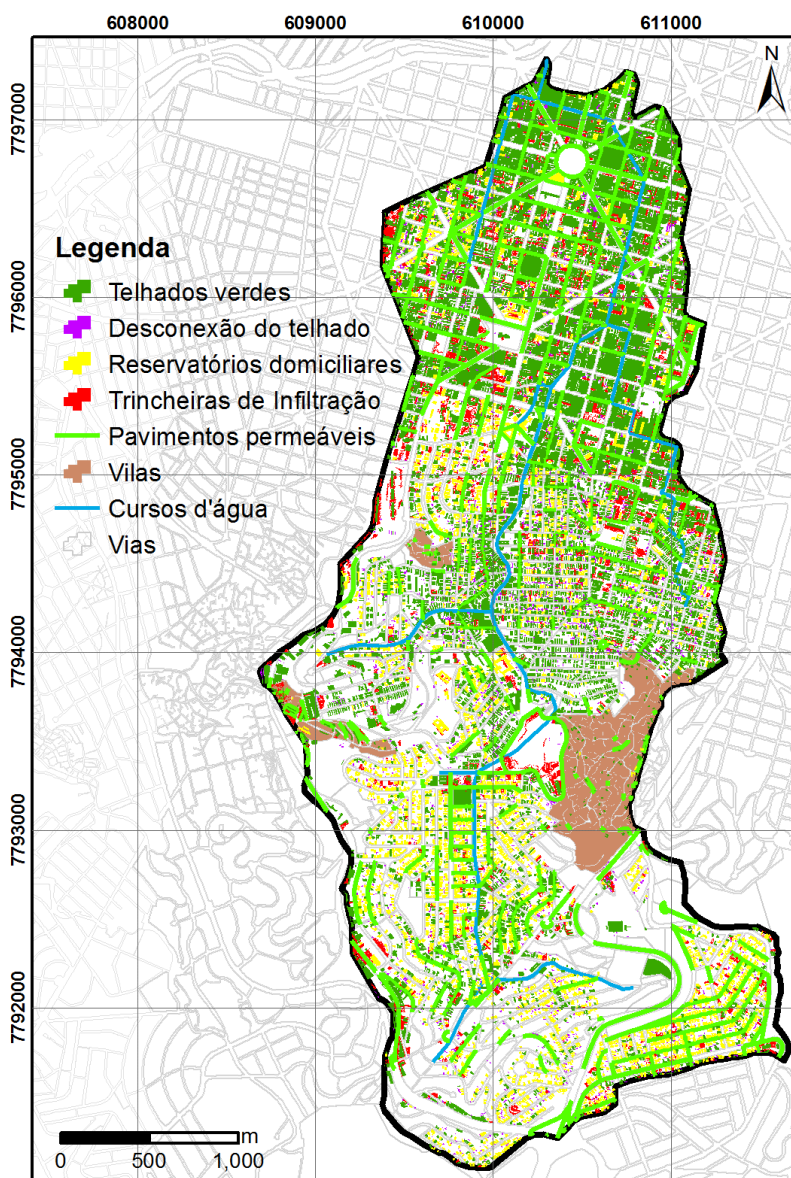 608000 609000 610000 611000
N
7797000
7796000
7795000
7794000
7793000
7792000
Legenda
Telhados verdes
Desconexão do telhado
Reservatórios domiciliares
Trincheiras de Infiltração
Pavimentos permeáveis
Vilas
Cursos d'água
Vias
m
0 500 1,000